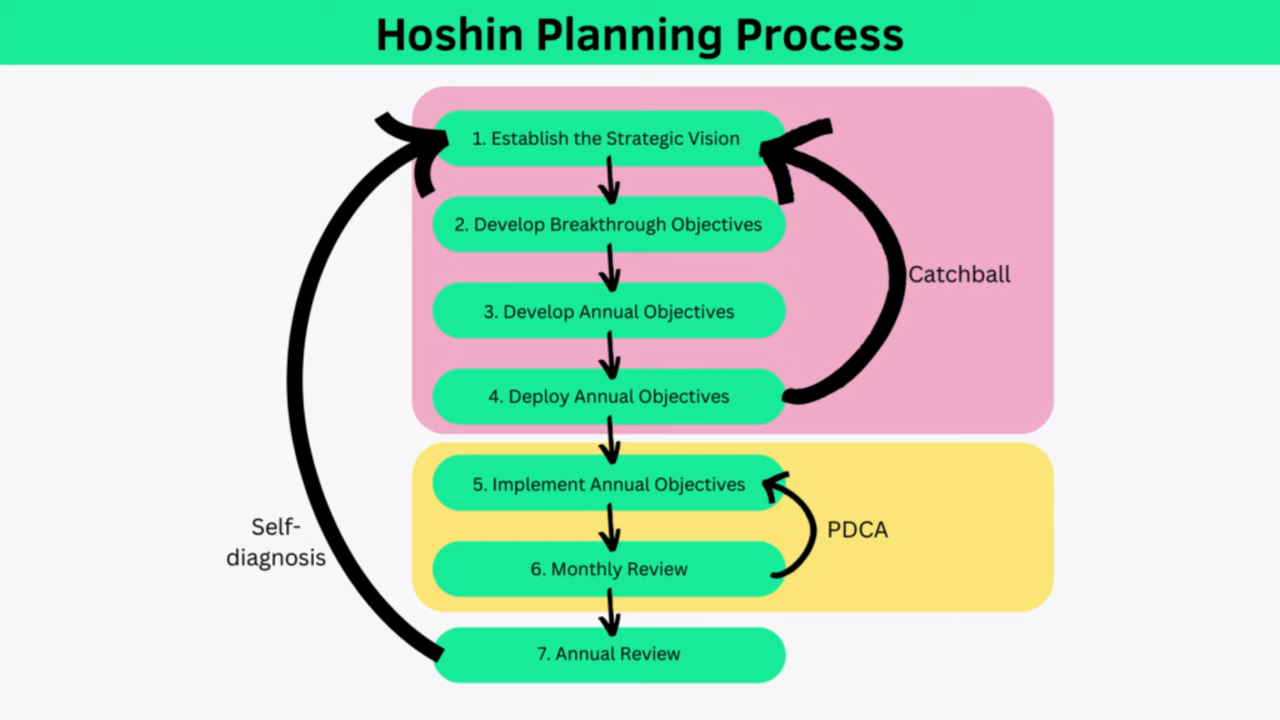 Hoshin Planning Process
1. Establish the Strategic Vision
2. Develop Breakthrough Objectives
Catchball
3. Develop Annual Objectives
4. Deploy Annual Objectives
5. Implement Annual Objectives
Self-
diagnosis
PDCA
6. Monthly Review
7. Annual Review